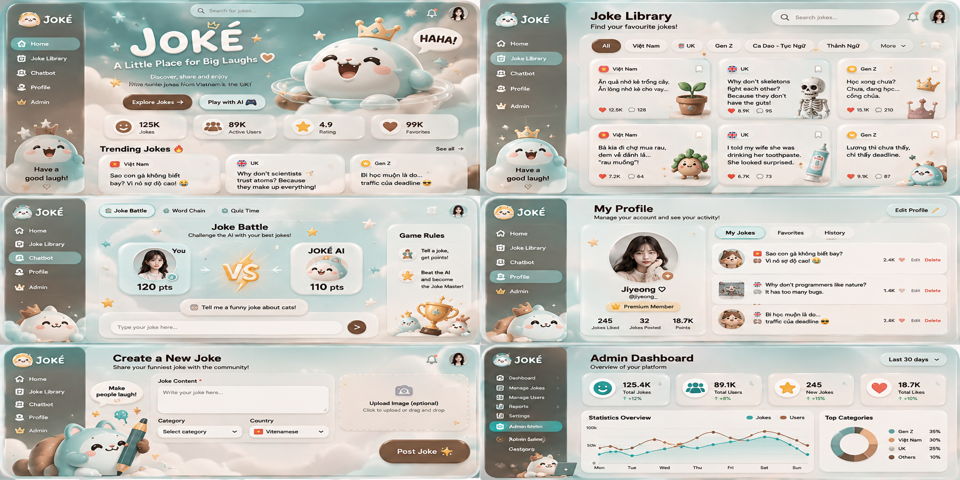 JOKÉ
Home
Joke Library
Chatbot
Profile
Admin
Have a
good laugh!
Search for jokes...
JOKÉ
A Little Place for Big Laughs
Discover, share and enjoy
jokes from Vietnam & the UK!
Explore Jokes →
Play with AI
HAHA!
125K
Jokes
89K
Active Users
4.9
Rating
99K
Favorites
Trending Jokes
See all →
Việt Nam
Sao con gà không biết
bay? Vì nó sợ độ cao!
UK
Why don't scientists
trust atoms? Because
they make up everything!
Gen Z
Đi học muộn là do...
traffic của deadline
JOKÉ
Home
Joke Library
Chatbot
Profile
Admin
Have a
good laugh!
Joke Library
Find your favourite jokes!
Search jokes...
All
Việt Nam
UK
Gen Z
Ca Dao - Tục Ngữ
Thành Ngữ
More
Việt Nam
Ăn quả nhớ kẻ trồng cây.
Ăn lòng nhớ kẻ cho vay...
12.5K
128
UK
Why don't skeletons
fight each other?
Because they don't
have the guts!
8.9K
95
Gen Z
Học xong chưa?
Chưa, đang học...
công chúa.
15.1K
210
Việt Nam
Bà kia đi chợ mua rau,
đem về đánh lả...
"rau muống"!
7.2K
64
UK
I told my wife she was
drinking her toothpaste.
She looked surprised.
6.7K
73
Gen Z
Lương thì chưa thấy,
chỉ thấy deadline.
9.1K
87
JOKÉ
Home
Joke Library
Chatbot
Profile
Admin
Joke Battle
Word Chain
Quiz Time
Joke Battle
Challenge the AI with your best jokes!
You
120 pts
VS
JOKÉ AI
110 pts
Tell me a funny joke about cats!
Type your joke here...
>
Game Rules
Tell a joke,
get points!
Beat the AI
and become
the Joke Master!
JOKÉ
Home
Joke Library
Chatbot
Profile
Admin
My Profile
Manage your account and see your activity!
Edit Profile
Jiyeong
@jiyeong_
Premium Member
245
Jokes Liked
32
Jokes Posted
18.7K
Points
My Jokes
Favorites
History
Sao con gà không biết bay?
Vì nó sợ độ cao!
2.4K
Edit
Delete
Why don't programmers like nature?
It has too many bugs.
1.4K
Edit
Delete
Đi học muộn là do...
traffic của deadline
2.8K
Edit
Delete
JOKÉ
Home
Joke Library
Chatbot
Profile
Admin
Create a New Joke
Share your funniest joke with the community!
Make
people laugh!
Joke Content *
Write your joke here...
Category
Select category
Country
Vitenamese
Upload Image (optional)
Click to upload or drag and drop
Post Joke
JOKÉ
Dashboard
Manage Jokes
Manage Users
Reports
Settings
Admin
Admin Dashboard
Overview of your platform
Last 30 days
125.4K
Total Jokes
↑ +12%
89.1K
Total Users
↑ +8%
245
New Jokes
↑ +15%
18.7K
Total Likes
↑ +10%
Statistics Overview
Jokes
Users
100k
50k
0
Mon
Tue
Wed
Thu
Fri
Sat
Sun
Top Categories
Gen Z 35%
Việt Nam 30%
UK 25%
Others 10%